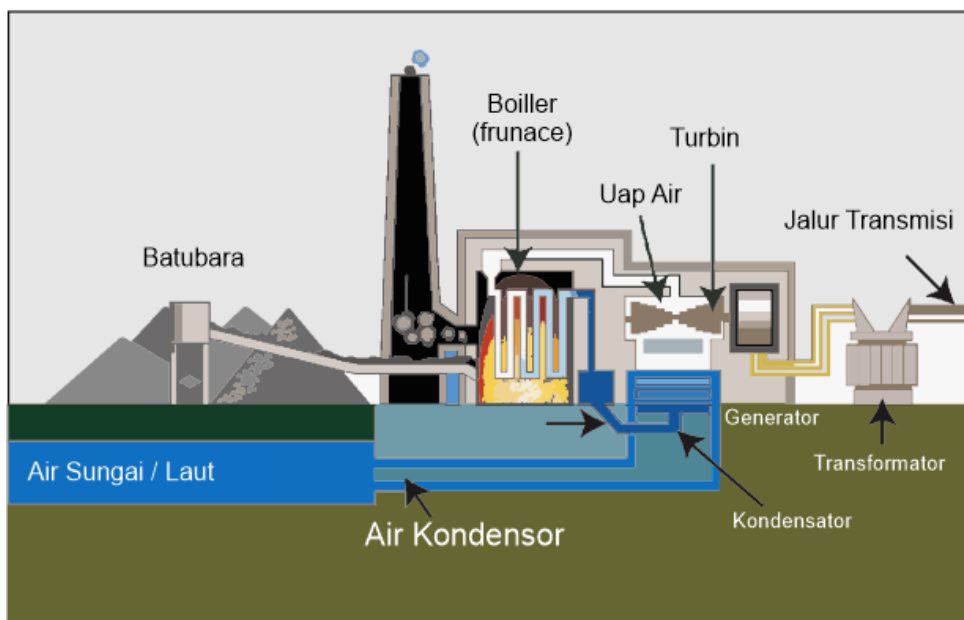 Boiller
(frunace)
Turbin
Uap Air
Jalur Transmisi
Batubara
Generator
Transformator
Air Sungai / Laut
Kondensator
Air Kondensor